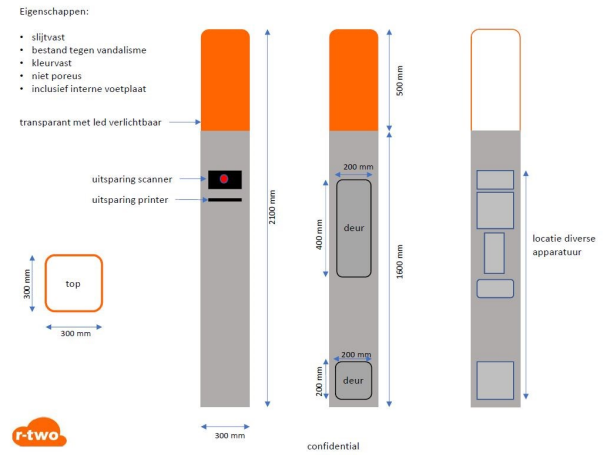 Eigenschappen:
• slijtvast
• bestand tegen vandalisme
• kleurvast
• niet poreus
• inclusief interne voetplaat
transparant met led verlichtbaar
uitsparing scanner
uitsparing printer
2100 mm
500 mm
200 mm
400 mm
deur
1600 mm
locatie diverse
apparatuur
300 mm
top
300 mm
200 mm
200 mm
deur
r-two
300 mm
confidential